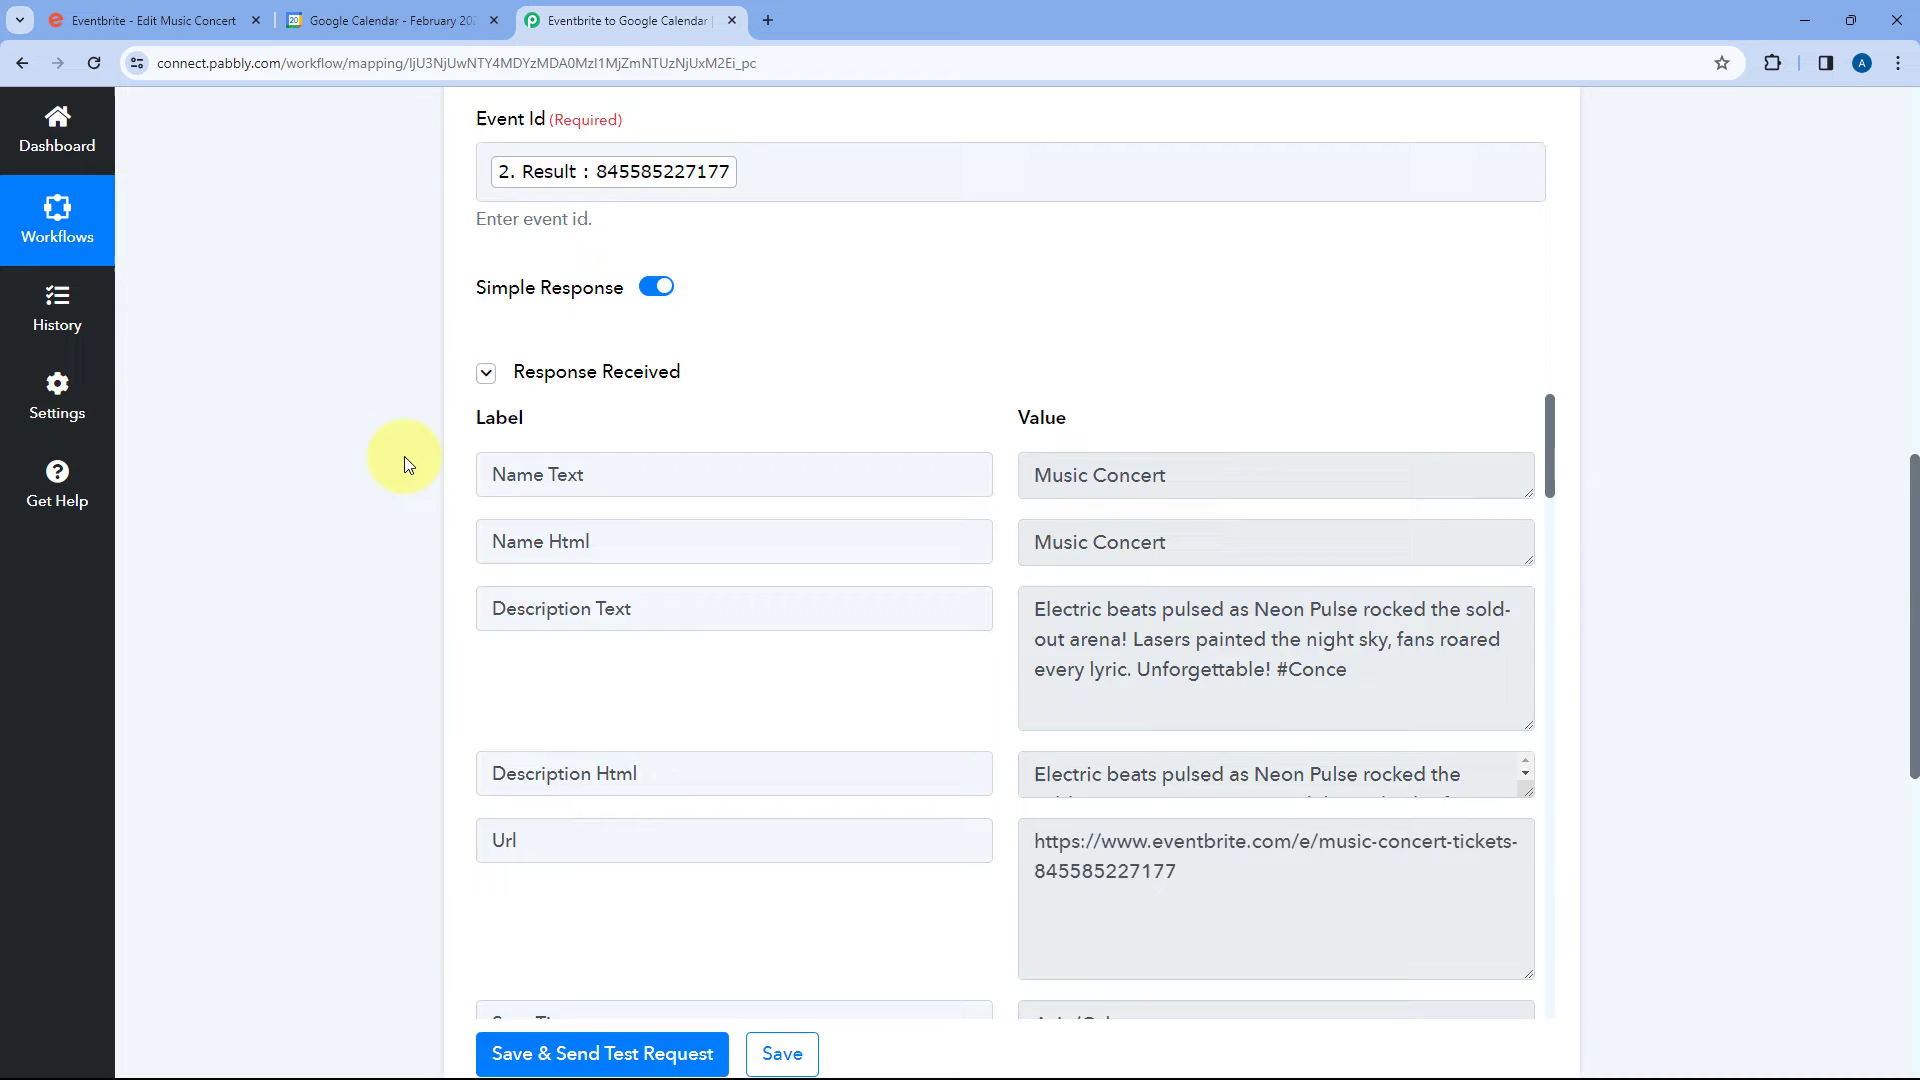 Eventbrite - Edit Music Concert
Google Calendar - February 202
Eventbrite to Google Calendar |
connect.pabbly.com/workflow/mapping/IjU3NjUwNTY4MDYzMDA0MzI1MjZmNTUzNjUxM2Ei_pc
A
Dashboard
Workflows
History
Settings
Get Help
Event Id (Required)
2. Result : 845585227177
Enter event id.
Simple Response
Response Received
Label
Value
Name Text
Music Concert
Name Html
Music Concert
Description Text
Electric beats pulsed as Neon Pulse rocked the sold-
out arena! Lasers painted the night sky, fans roared
every lyric. Unforgettable! #Conce
Description Html
Electric beats pulsed as Neon Pulse rocked the
Url
https://www.eventbrite.com/e/music-concert-tickets-
845585227177
Save & Send Test Request
Save